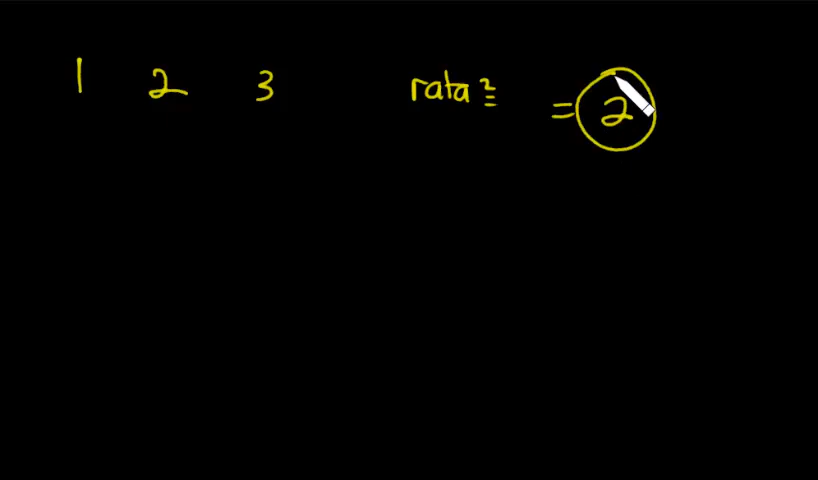 1 2 3 rata² = = 2